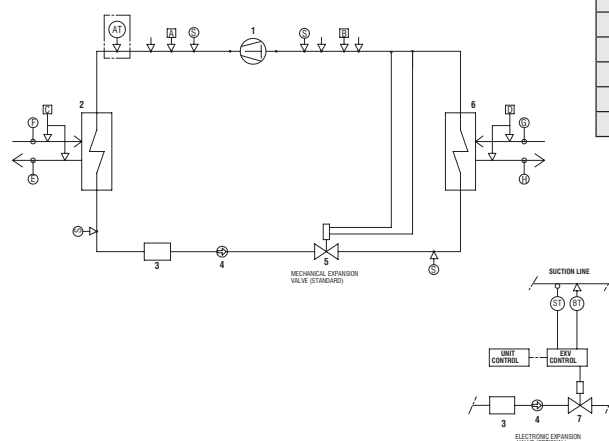 AT
A
S
1
S
B
2
6
C
F
E
D
G
H
S
3
4
5
S
MECHANICAL EXPANSION
VALVE (STANDARD)
SUCTION LINE
ST
BT
UNIT
CONTROL
EXV
CONTROL
3
4
7
ELECTRONIC EXPANSION